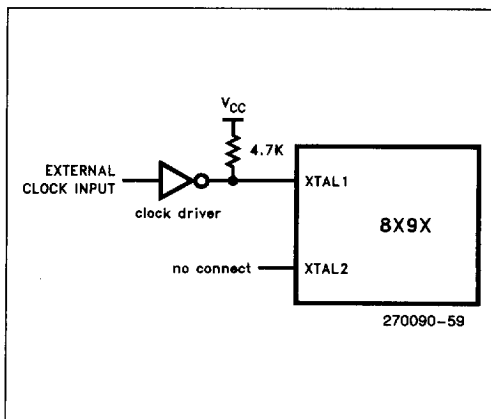 VCC
4.7K
EXTERNAL
CLOCK INPUT
clock driver
XTAL1
8X9X
no connect
XTAL2
270090-59